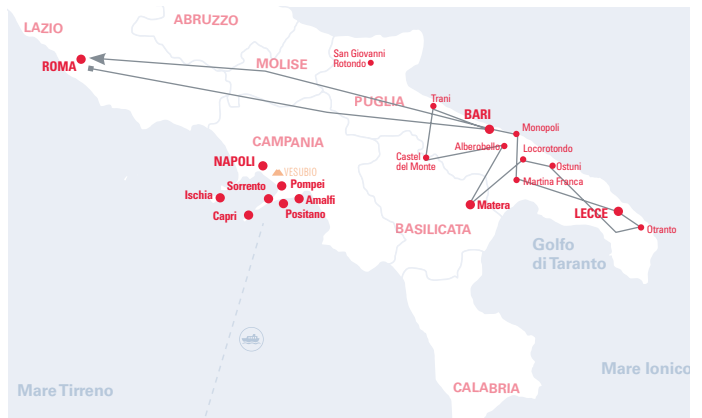 LAZIO
ABRUZZO
ROMA
MOLISE
San Giovanni
Rotondo
PUGLIA
Trani
BARI
Monopoli
CAMPANIA
Alberobello
Locorotondo
NAPOLI
VESUBIO
Castel
del Monte
Ostuni
Sorrento
Pompei
Martina Franca
Ischia
Amalfi
Matera
Capri
Positano
LECCE
BASILICATA
Otranto
Golfo
di Taranto
Mare Ionico
Mare Tirreno
CALABRIA